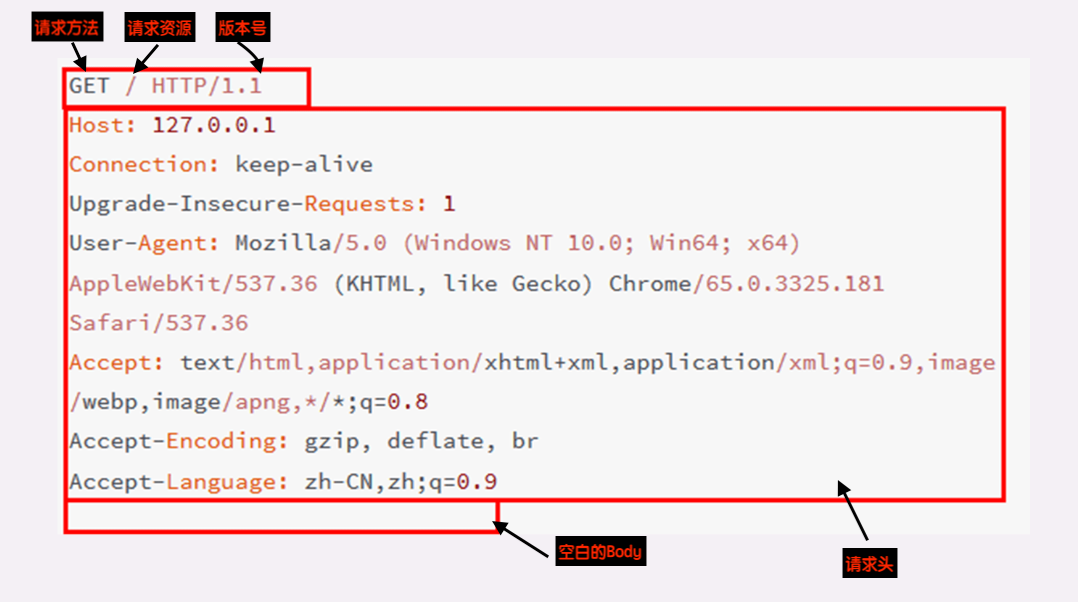 请求方法 请求资源 版本号
GET / HTTP/1.1
Host: 127.0.0.1
Connection: keep-alive
Upgrade-Insecure-Requests: 1
User-Agent: Mozilla/5.0 (Windows NT 10.0; Win64; x64)
AppleWebKit/537.36 (KHTML, like Gecko) Chrome/65.0.3325.181
Safari/537.36
Accept: text/html,application/xhtml+xml,application/xml;q=0.9,image
/webp,image/apng,*/*;q=0.8
Accept-Encoding: gzip, deflate, br
Accept-Language: zh-CN,zh;q=0.9
空白的Body
请求头